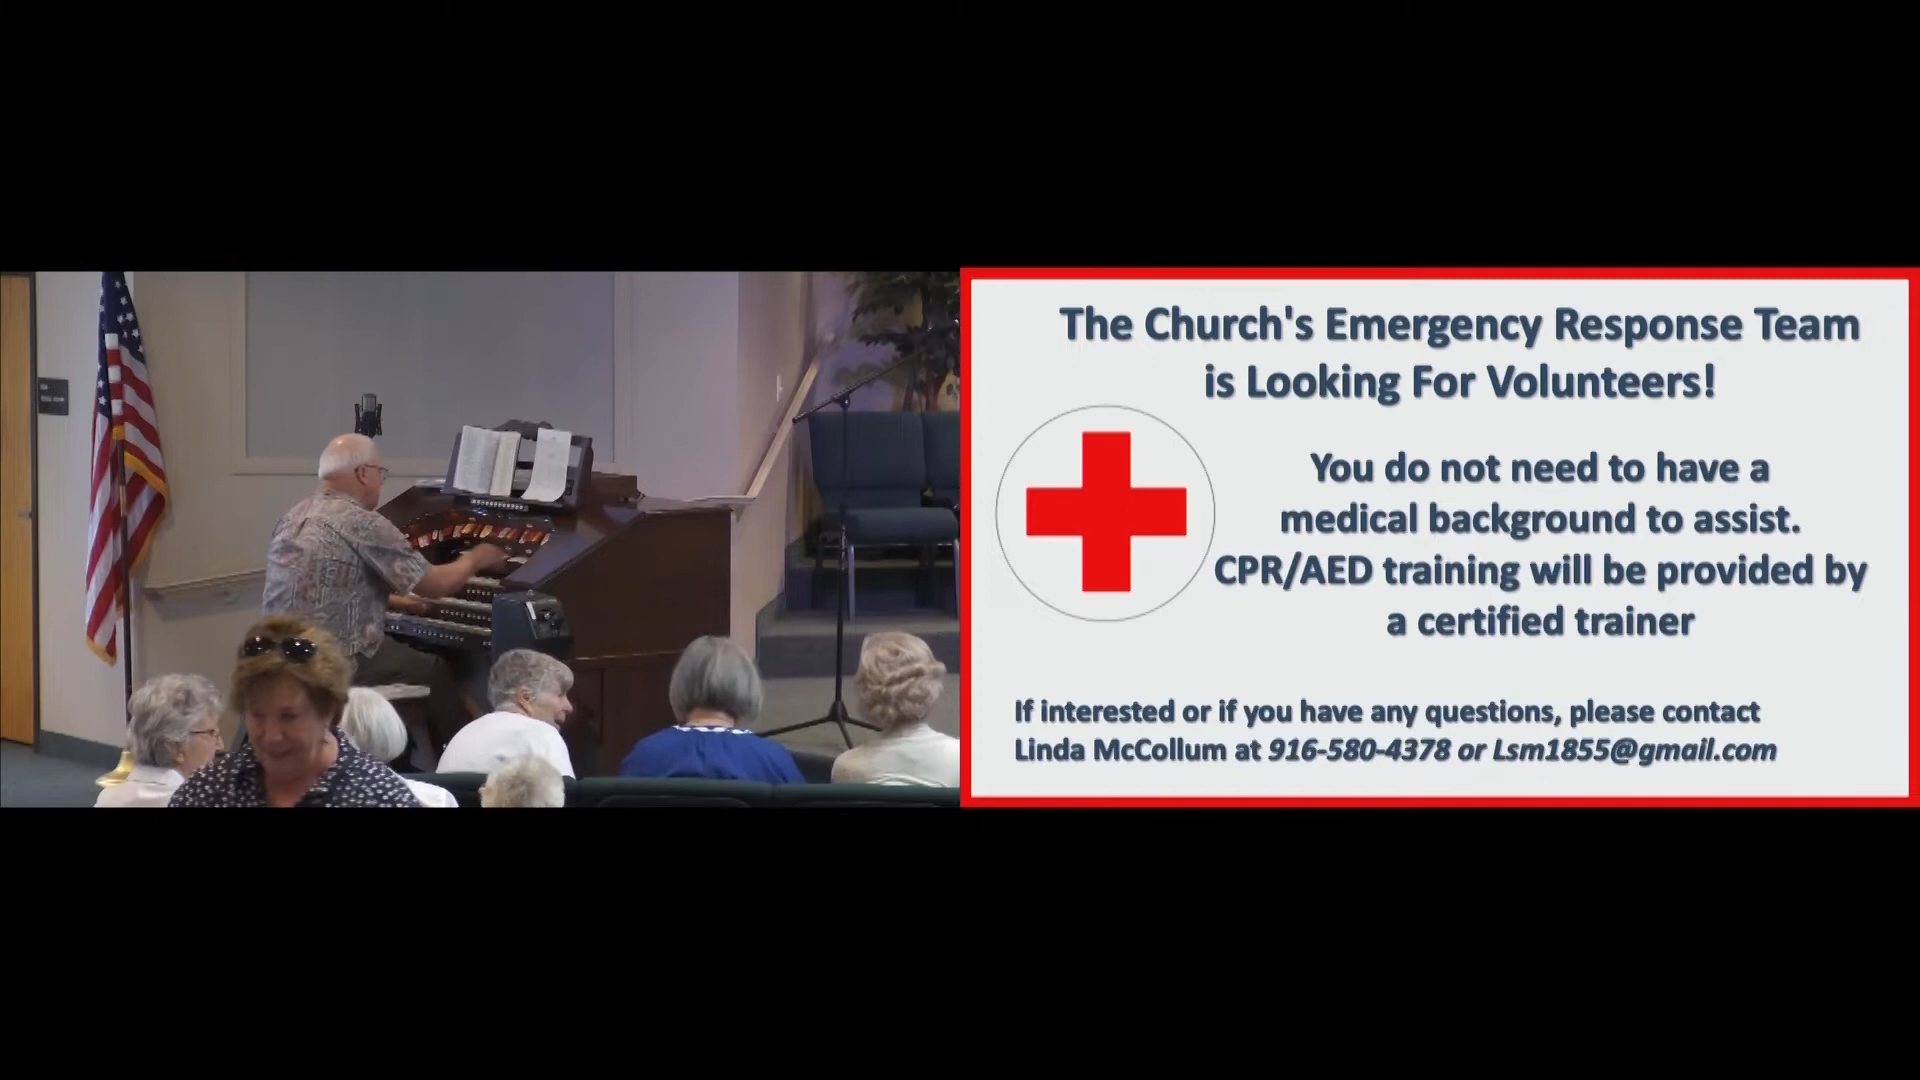 The Church's Emergency Response Team
is Looking For Volunteers!
You do not need to have a
medical background to assist.
CPR/AED training will be provided by
a certified trainer
If interested or if you have any questions, please contact
Linda McCollum at 916-580-4378 or Lsm1855@gmail.com